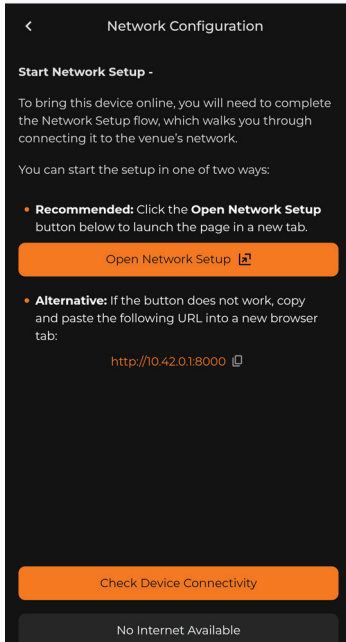 Network Configuration
Start Network Setup -
To bring this device online, you will need to complete
the Network Setup flow, which walks you through
connecting it to the venue's network.
You can start the setup in one of two ways:
• Recommended: Click the Open Network Setup
button below to launch the page in a new tab.
Open Network Setup
• Alternative: If the button does not work, copy
and paste the following URL into a new browser
tab:
http://10.42.0.1:8000
Check Device Connectivity
No Internet Available